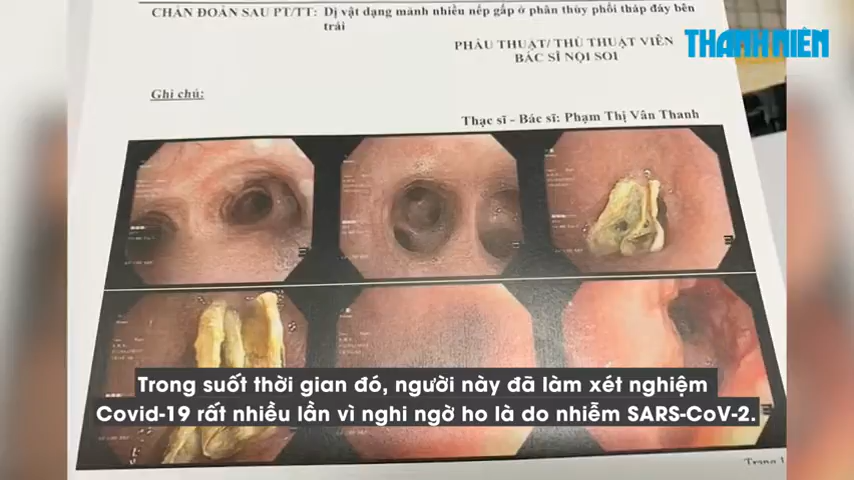 CHẨN ĐOÁN SAU PT/TT: Dị vật dạng mảnh nhiều nếp gấp ở phân thùy phổi tháp đáy bên
trái
THANH NIÊN
PHẪU THUẬT/ THỦ THUẬT VIÊN
BÁC SĨ NỘI SOI
Ghi chú:
Thạc sĩ - Bác sĩ: Phạm Thị Vân Thanh
Trong suốt thời gian đó, người này đã làm xét nghiệm
Covid-19 rất nhiều lần vì nghi ngờ ho là do nhiễm SARS-CoV-2.
Trang 1